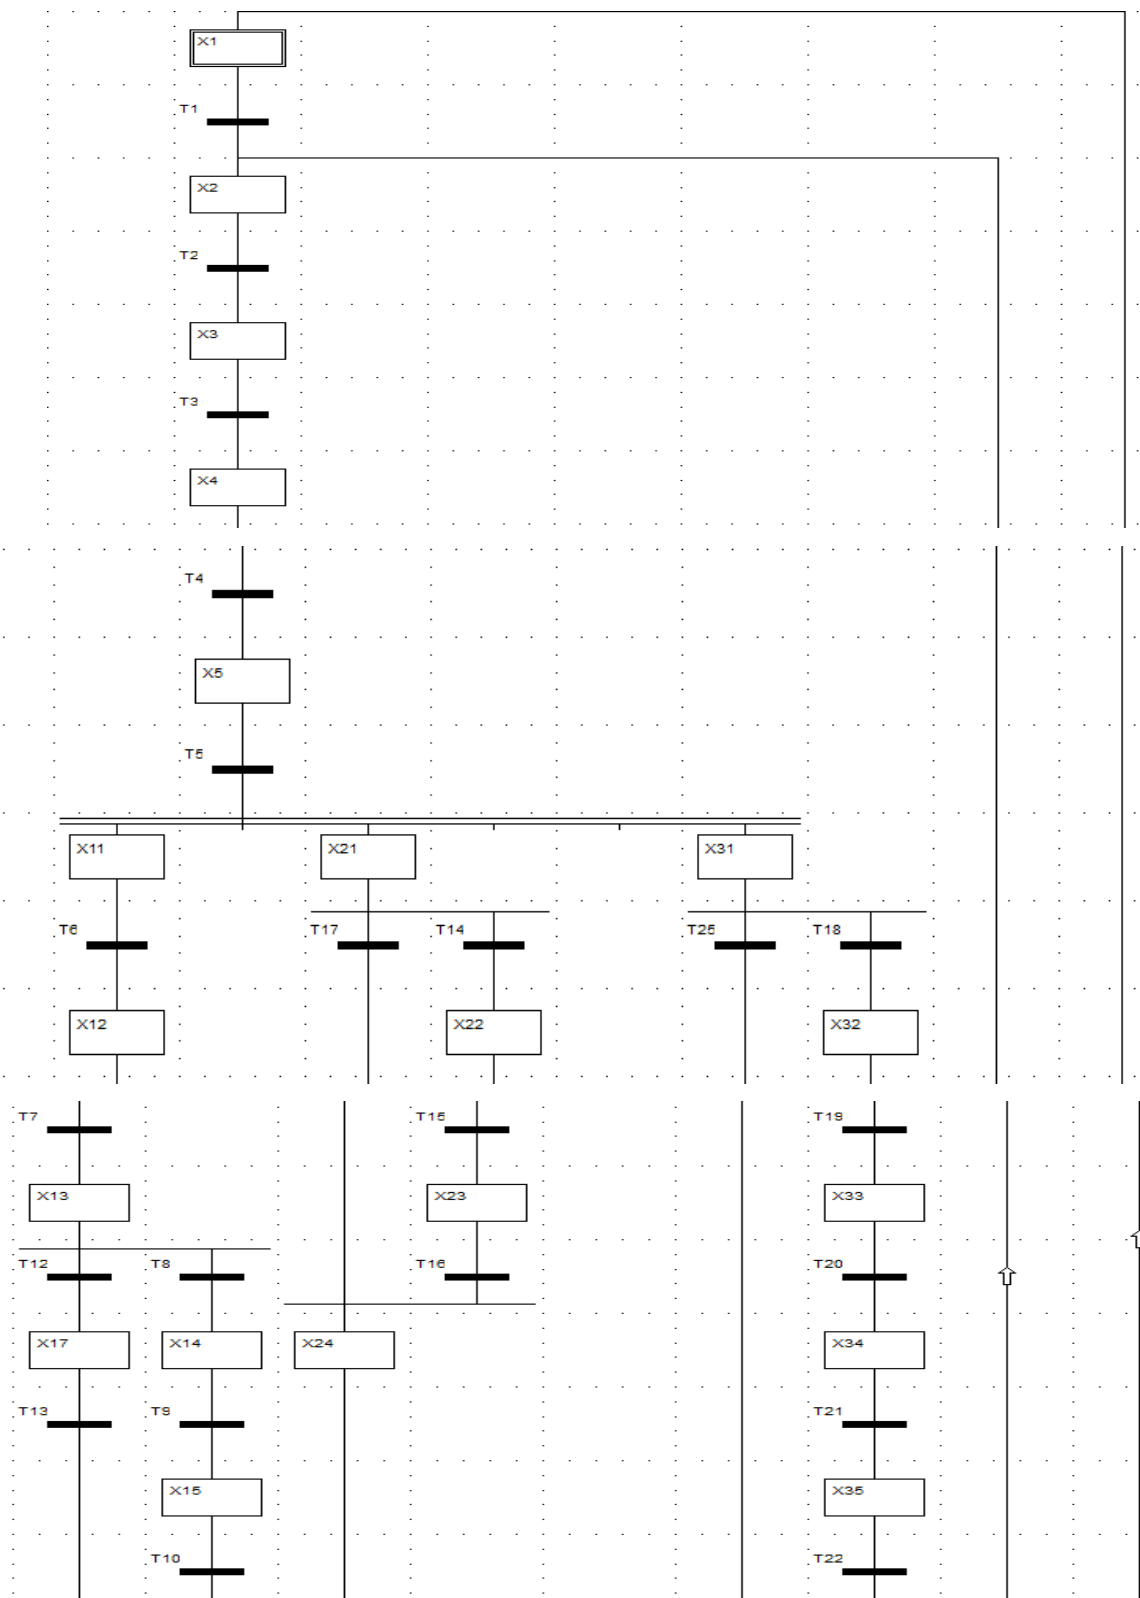 X1
T1
X2
T2
X3
T3
X4
T4
X5
T5
X11 X21 X31
T6 T17 T14 T25 T18
X12 X22 X32
T7 T15 T19
X13 X23 X33
T12 T8 T16 T20
X17 X14 X24 X34
T13 T9 T21
X15 X35
T10 T22